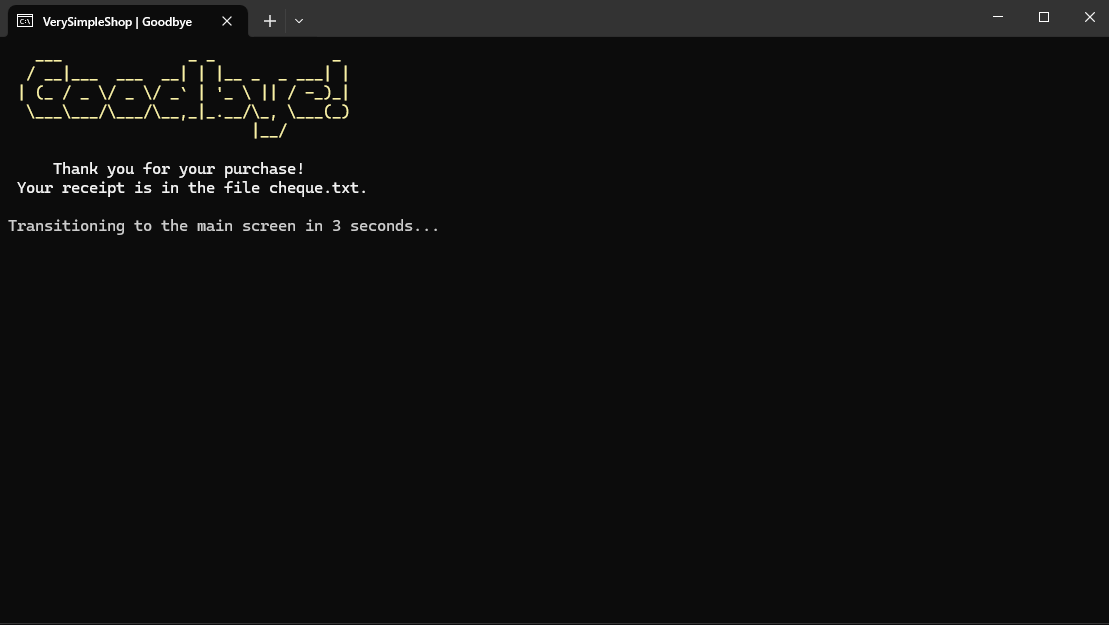 VerySimpleShop | Goodbye
Goodbye!
Thank you for your purchase!
Your receipt is in the file cheque.txt.
Transitioning to the main screen in 3 seconds...